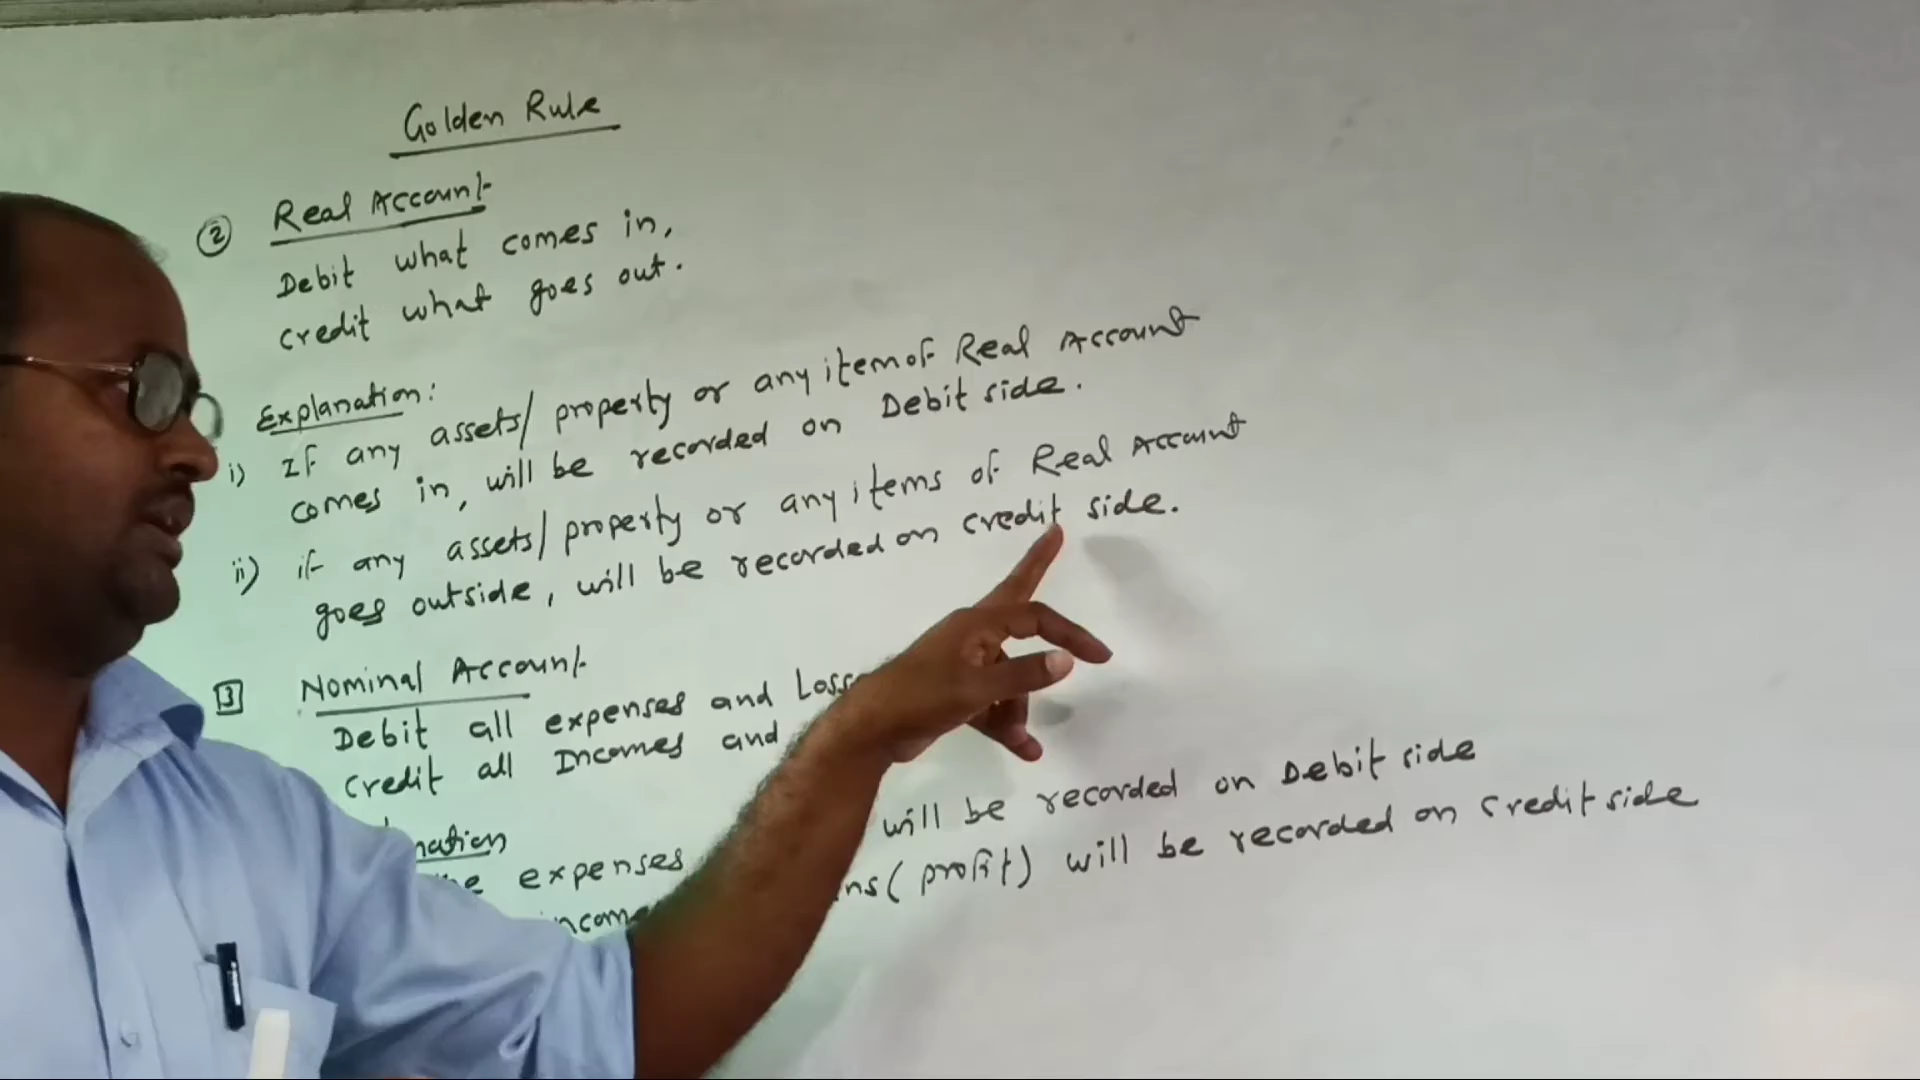 Golden Rule
② Real Account
Debit what comes in,
credit what goes out.
Explanation:
i) If any assets/property or any item of Real Account
comes in, will be recorded on Debit side.
ii) if any assets/property or any items of Real Account
goes outside, will be recorded on credit side.
3 Nominal Account
Debit all expenses and
Credit all Incomes and
expenses will be recorded on Debit side
(profit) will be recorded on credit side